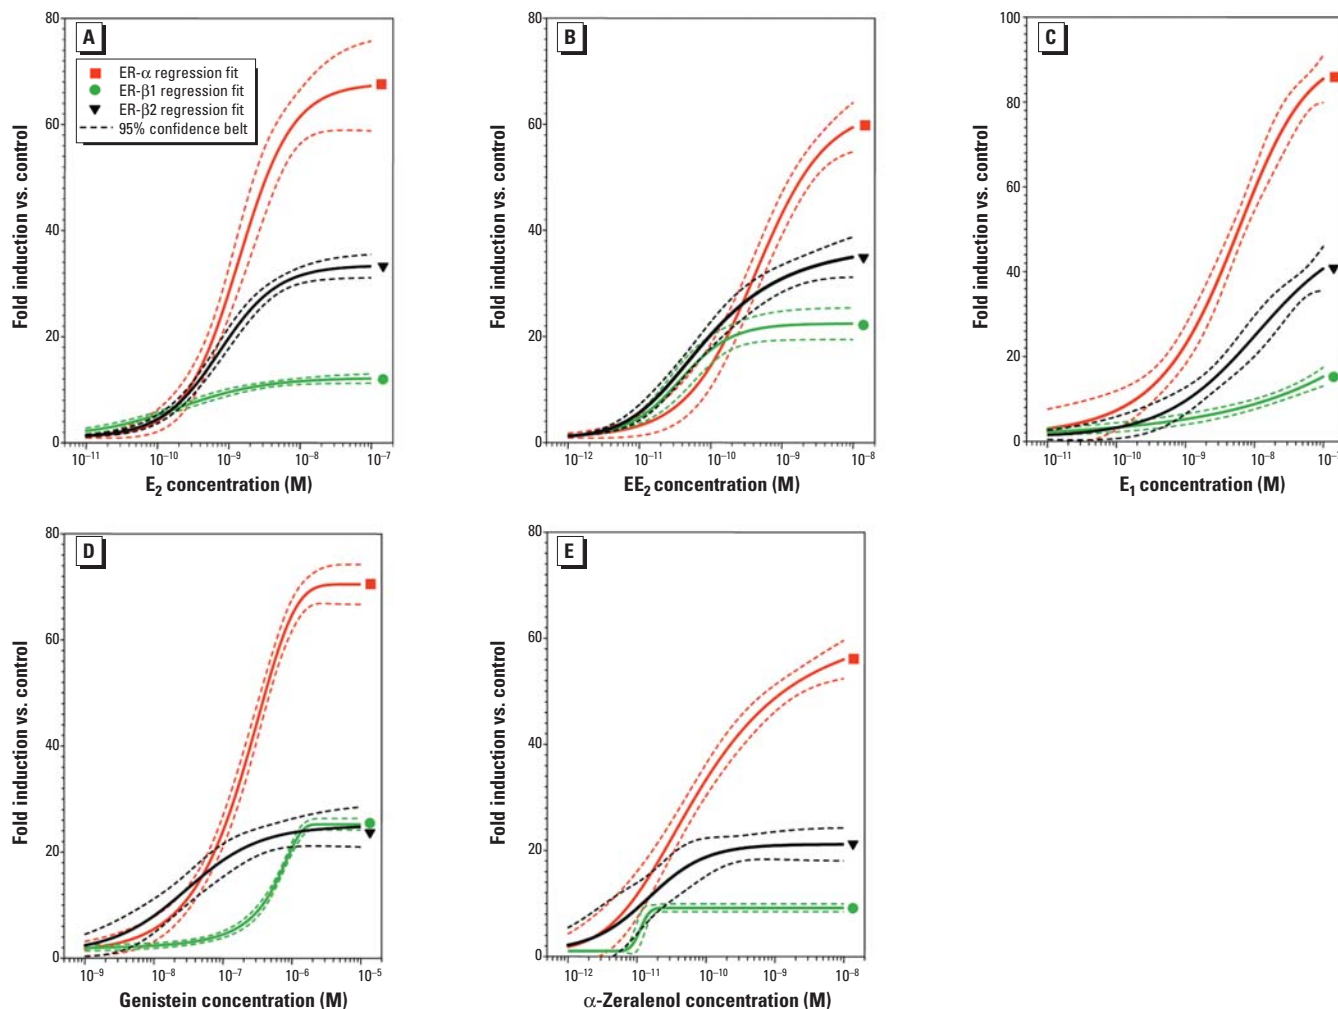 A
80
60
40
20
0
Fold induction vs. control
ER-α regression fit
ER-β1 regression fit
ER-β2 regression fit
95% confidence belt
10⁻¹¹ 10⁻¹⁰ 10⁻⁹ 10⁻⁸ 10⁻⁷
E₂ concentration (M)
B
80
60
40
20
0
Fold induction vs. control
10⁻¹² 10⁻¹¹ 10⁻¹⁰ 10⁻⁹ 10⁻⁸
EE₂ concentration (M)
C
100
80
60
40
20
0
Fold induction vs. control
10⁻¹¹ 10⁻¹⁰ 10⁻⁹ 10⁻⁸
E₁ concentration (M)
D
80
60
40
20
0
Fold induction vs. control
10⁻⁹ 10⁻⁸ 10⁻⁷ 10⁻⁶ 10⁻⁵
Genistein concentration (M)
E
80
60
40
20
0
Fold induction vs. control
10⁻¹² 10⁻¹¹ 10⁻¹⁰ 10⁻⁹ 10⁻⁸
α-Zeralenol concentration (M)